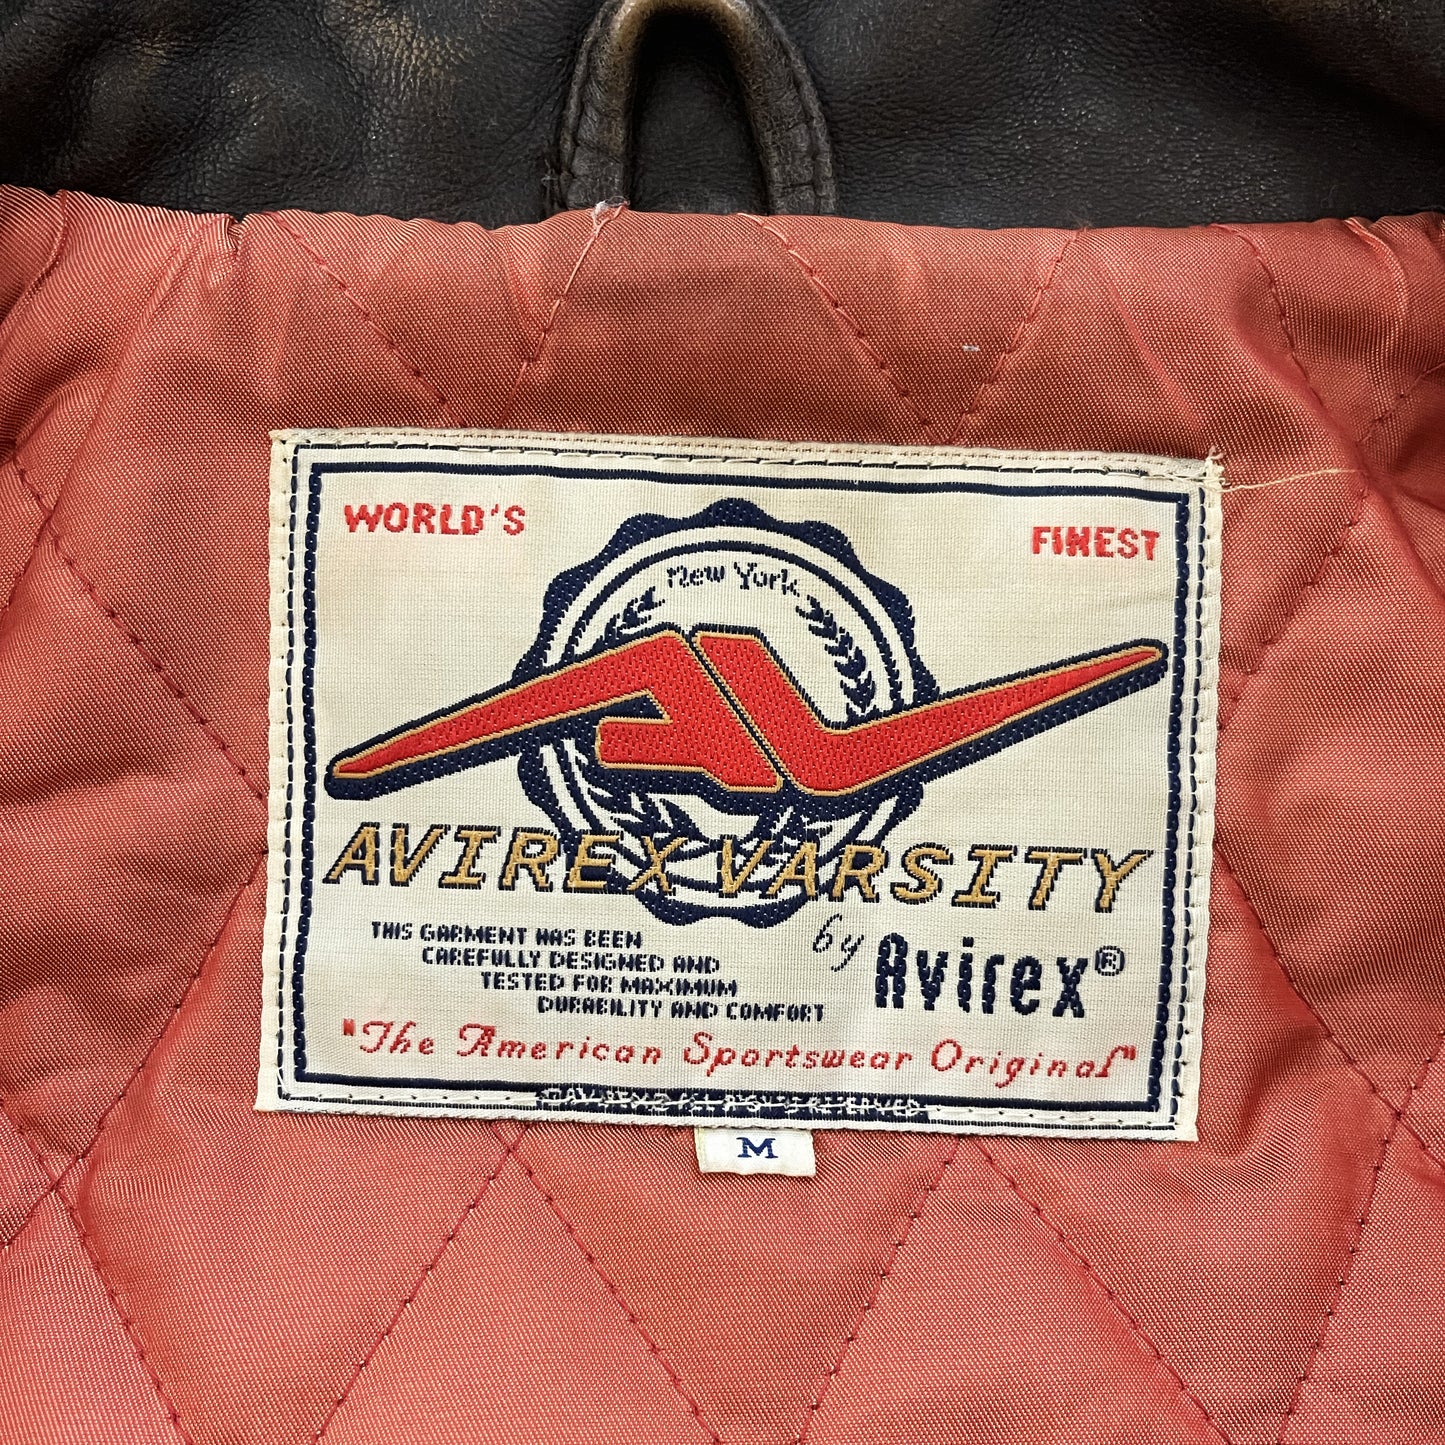 WORLD'S FINEST
New York
AVIREX VARSITY
by Avirex®
THIS GARMENT HAS BEEN
CAREFULLY DESIGNED AND
TESTED FOR MAXIMUM
DURABILITY AND COMFORT
"The American Sportswear Original"
RESERVED
M